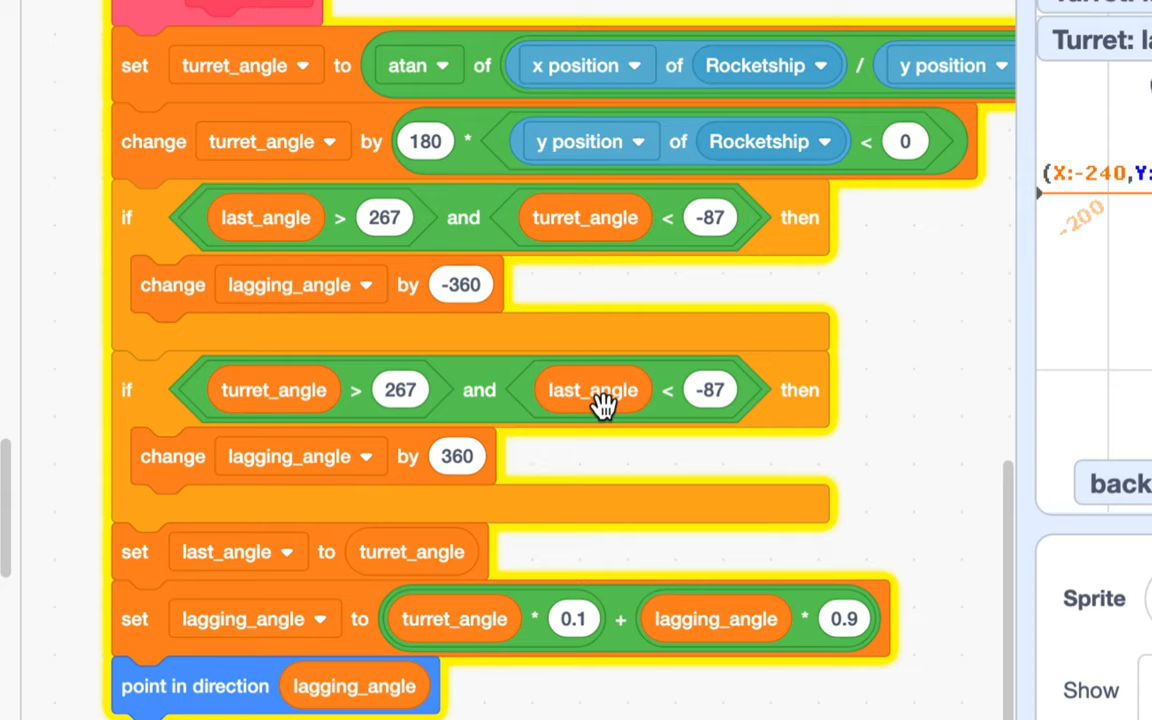 Turret: la
set turret_angle to atan of x position of Rocketship / y position
change turret_angle by 180 * y position of Rocketship < 0
(X:-240,Y:
-200
if last_angle > 267 and turret_angle < -87 then
change lagging_angle by -360
if turret_angle > 267 and last_angle < -87 then
change lagging_angle by 360
back
set last_angle to turret_angle
set lagging_angle to turret_angle * 0.1 + lagging_angle * 0.9
Sprite
point in direction lagging_angle
Show